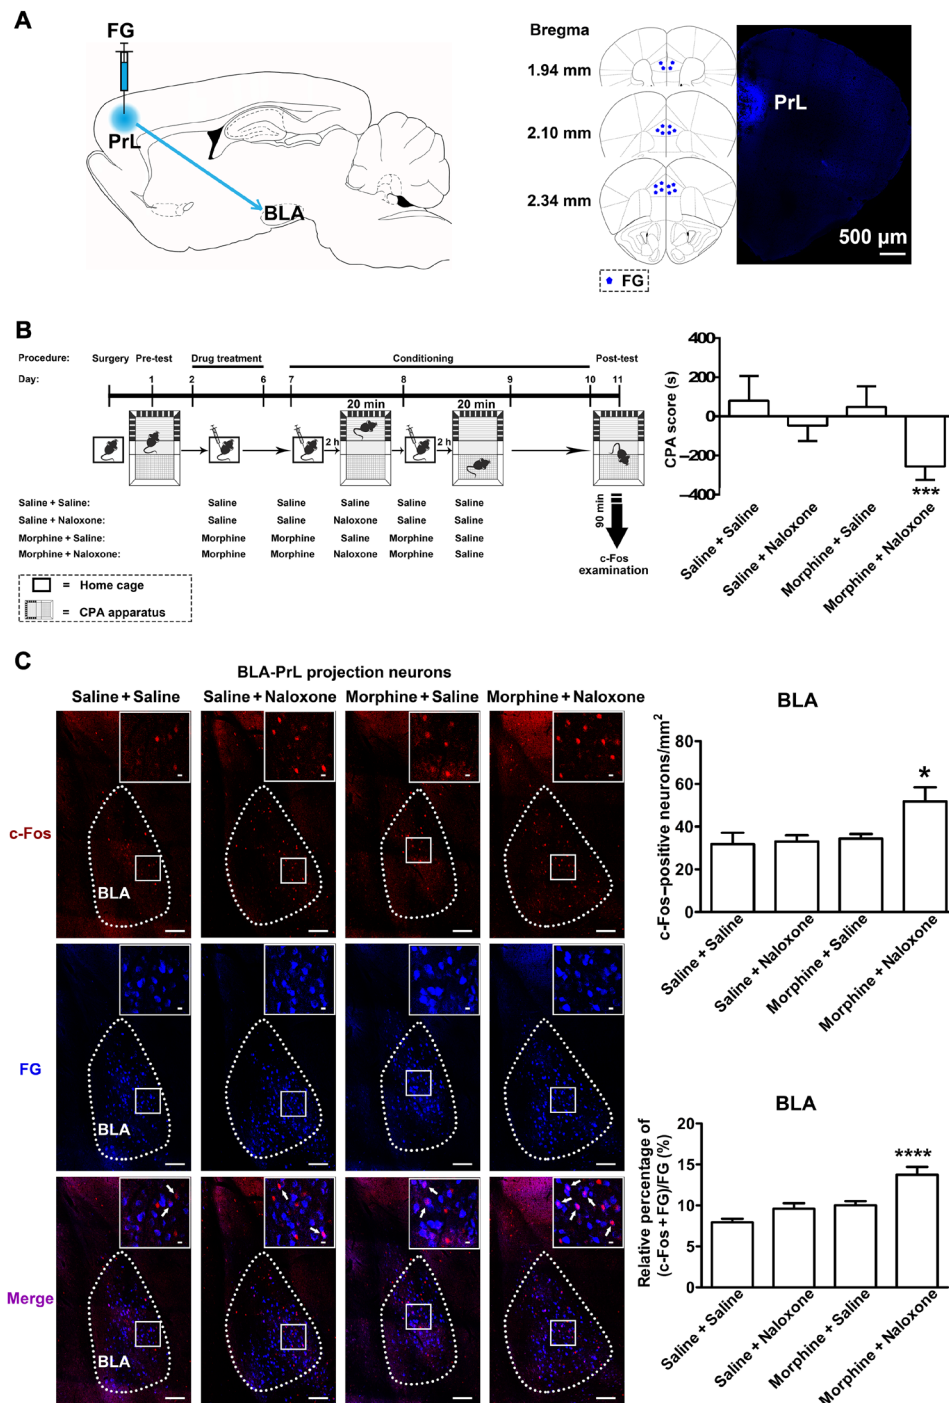 A
FG
PrL
BLA
Bregma
1.94 mm
2.10 mm
2.34 mm
FG
PrL
500 µm
B
Procedure: Surgery Pre-test Drug treatment Conditioning Post-test
Day: 1 2 6 7 8 9 10 11
20 min 20 min
2 h 2 h
Saline + Saline: Saline Saline Saline Saline Saline
Saline + Naloxone: Saline Saline Naloxone Saline Saline
Morphine + Saline: Morphine Morphine Saline Morphine Saline
Morphine + Naloxone: Morphine Morphine Naloxone Morphine Saline
90 min
c-Fos
examination
= Home cage
= CPA apparatus
CPA score (s)
400
200
0
−200
−400
***
Saline + Saline
Saline + Naloxone
Morphine + Saline
Morphine + Naloxone
C
BLA-PrL projection neurons
Saline + Saline Saline + Naloxone Morphine + Saline Morphine + Naloxone
c-Fos
BLA
FG
BLA
Merge
BLA
BLA
c-Fos–positive neurons/mm²
80
60
40
20
0
*
Saline + Saline
Saline + Naloxone
Morphine + Saline
Morphine + Naloxone
BLA
Relative percentage of
(c-Fos + FG)/FG (%)
20
15
10
5
0
****
Saline + Saline
Saline + Naloxone
Morphine + Saline
Morphine + Naloxone